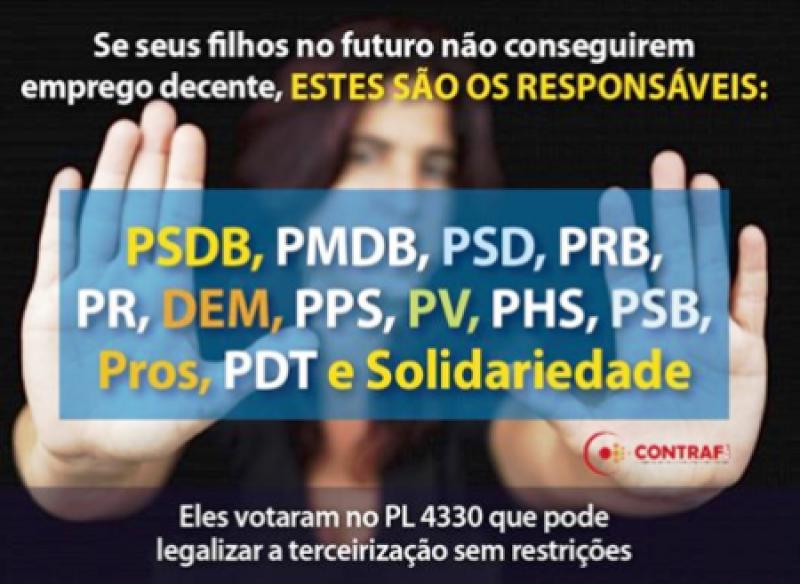 Se seus filhos no futuro não conseguirem
emprego decente, ESTES SÃO OS RESPONSÁVEIS:
PSDB, PMDB, PSD, PRB,
PR, DEM, PPS, PV, PHS, PSB,
Pros, PDT e Solidariedade
CONTRAF
Eles votaram no PL 4330 que pode
legalizar a terceirização sem restrições